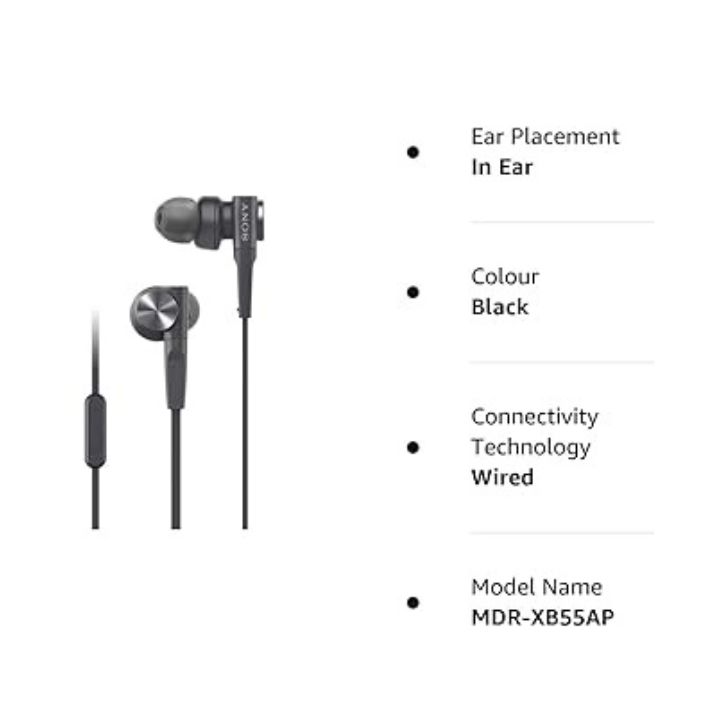 SONY
Ear Placement
In Ear
Colour
Black
Connectivity
Technology
Wired
Model Name
MDR-XB55AP